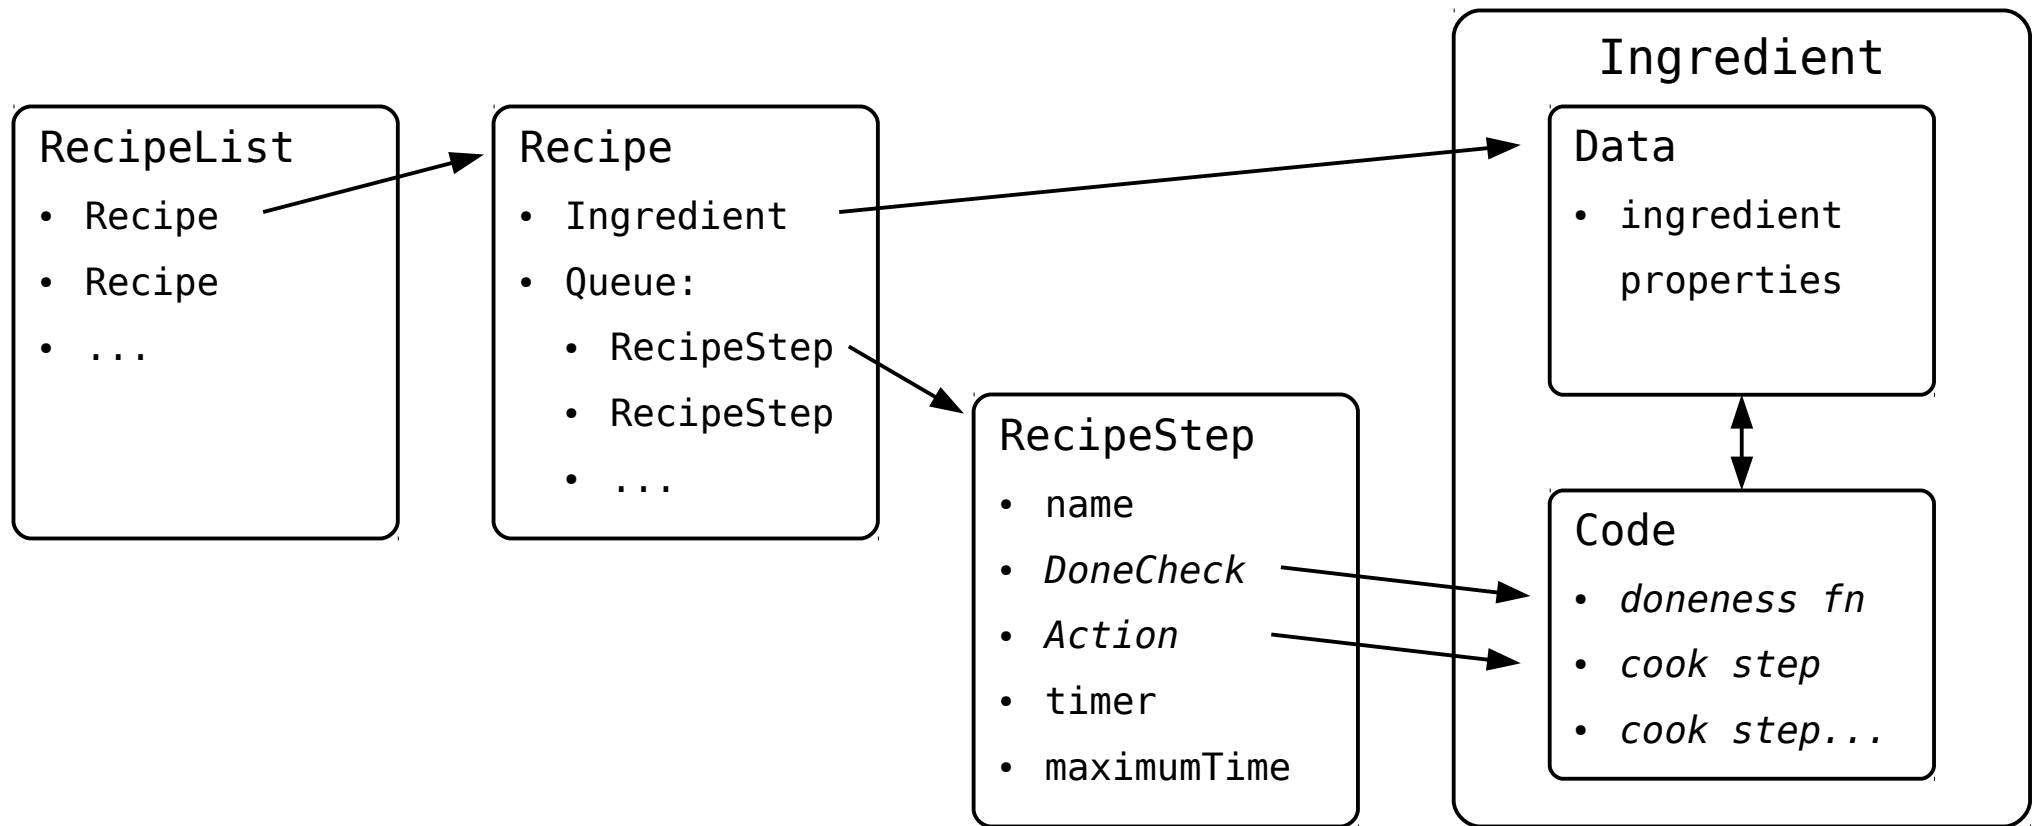 RecipeList
• Recipe
• Recipe
• ...
Recipe
• Ingredient
• Queue:
• RecipeStep
• RecipeStep
• ...
RecipeStep
• name
• DoneCheck
• Action
• timer
• maximumTime
Ingredient
Data
• ingredient
properties
Code
• doneness fn
• cook step
• cook step...